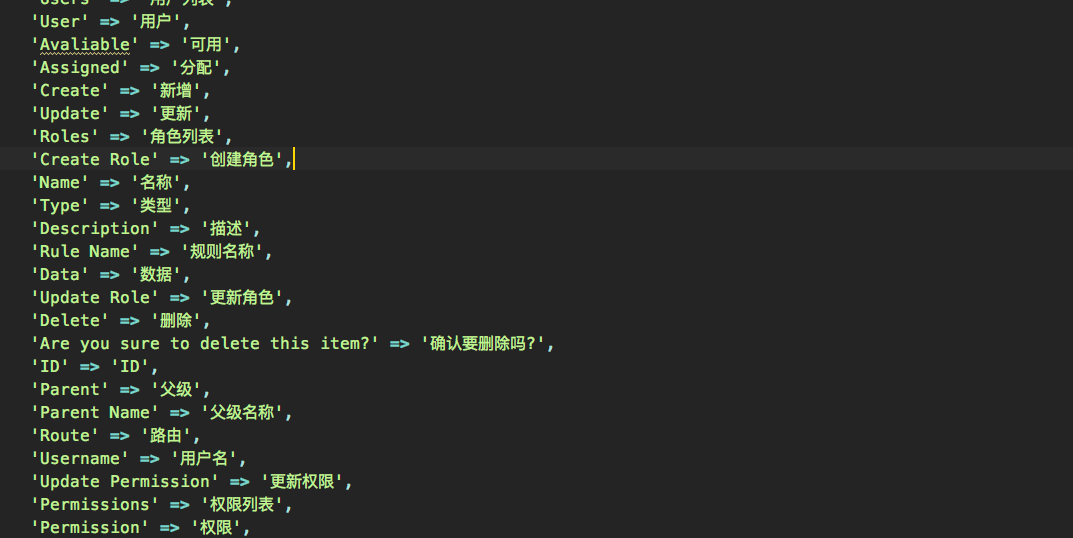 'Users' => '用户列表',
'User' => '用户',
'Avaliable' => '可用',
'Assigned' => '分配',
'Create' => '新增',
'Update' => '更新',
'Roles' => '角色列表',
'Create Role' => '创建角色',
'Name' => '名称',
'Type' => '类型',
'Description' => '描述',
'Rule Name' => '规则名称',
'Data' => '数据',
'Update Role' => '更新角色',
'Delete' => '删除',
'Are you sure to delete this item?' => '确认要删除吗?',
'ID' => 'ID',
'Parent' => '父级',
'Parent Name' => '父级名称',
'Route' => '路由',
'Username' => '用户名',
'Update Permission' => '更新权限',
'Permissions' => '权限列表',
'Permission' => '权限',